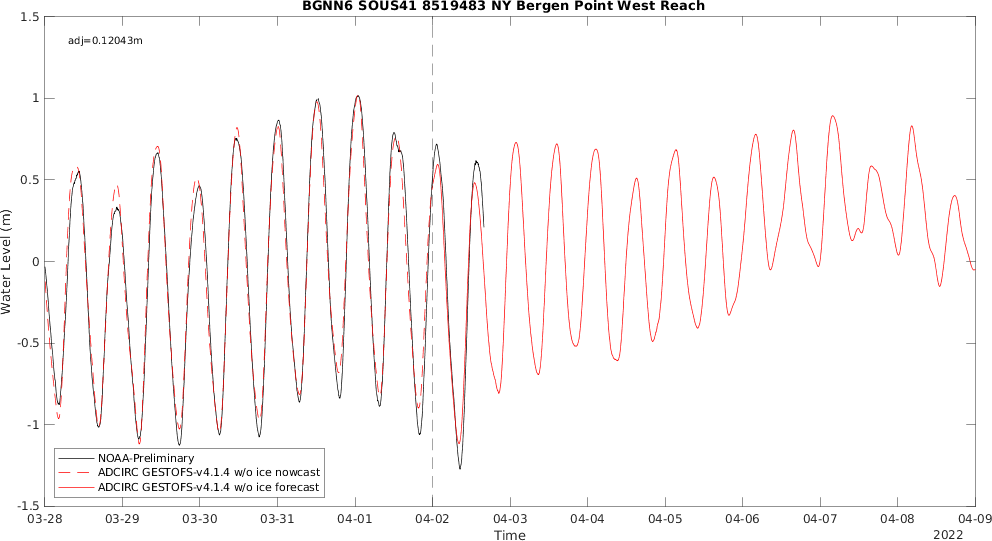 BGNN6 SOUS41 8519483 NY Bergen Point West Reach
adj=0.12043m
1.5
1
0.5
0
-0.5
-1
-1.5
Water Level (m)
NOAA-Preliminary
ADCIRC GESTOFS-v4.1.4 w/o ice nowcast
ADCIRC GESTOFS-v4.1.4 w/o ice forecast
03-28 03-29 03-30 03-31 04-01 04-02 04-03 04-04 04-05 04-06 04-07 04-08 04-09
Time
2022